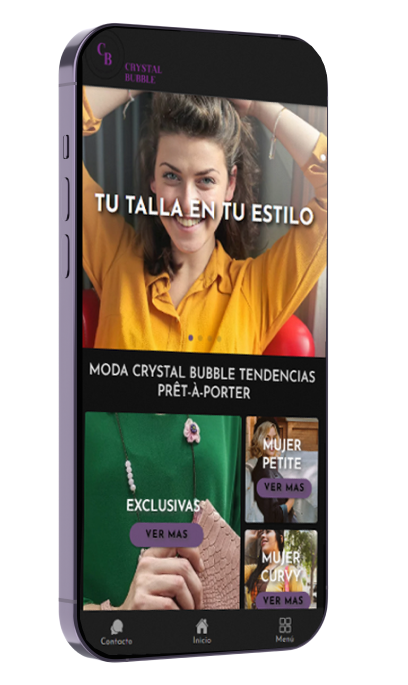 CB
CRYSTAL
BUBBLE
TU TALLA EN TU ESTILO
MODA CRYSTAL BUBBLE TENDENCIAS
PRÊT-À-PORTER
EXCLUSIVAS
VER MAS
MUJER
PETITE
VER MAS
MUJER
CURVY
VER MAS
Contacto
Inicio
Menú